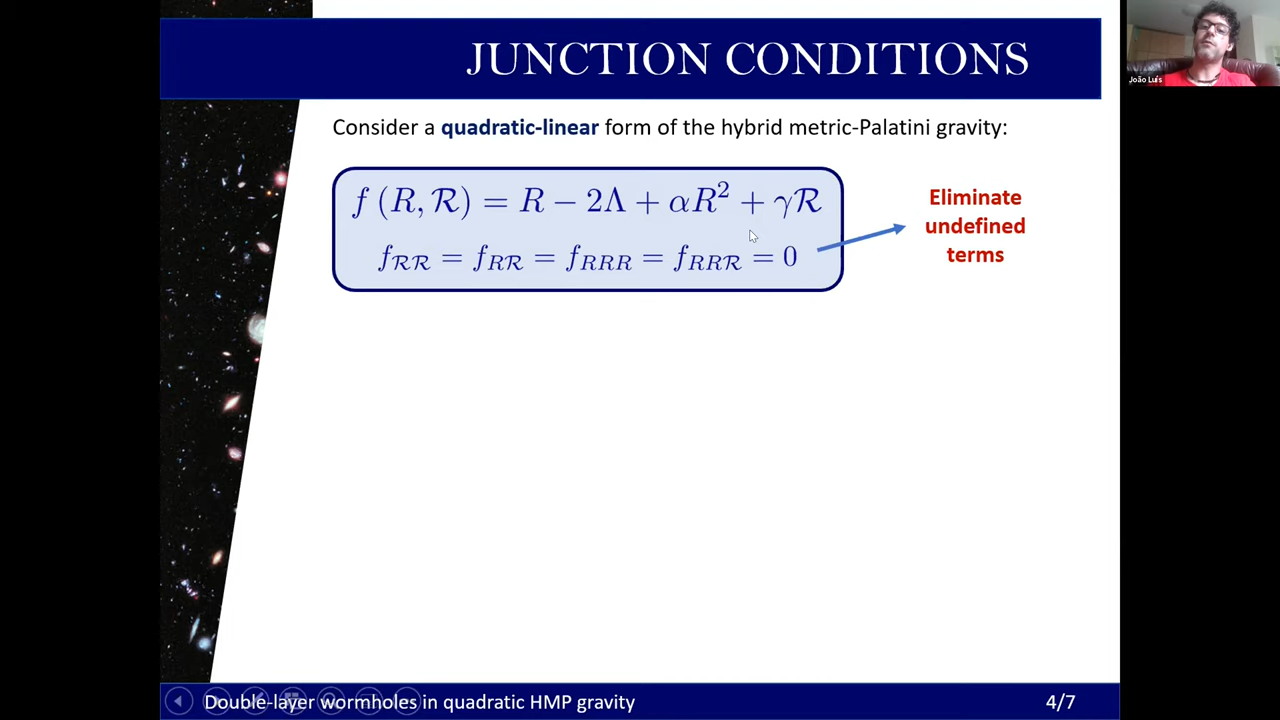 JUNCTION CONDITIONS
Consider a quadratic-linear form of the hybrid metric-Palatini gravity:
f (R, ℛ) = R − 2Λ + αR² + γℛ
f_ℛℛ = f_Rℛ = f_RRR = f_RRℛ = 0
Eliminate
undefined
terms
Double-layer wormholes in quadratic HMP gravity
4/7
João Luís